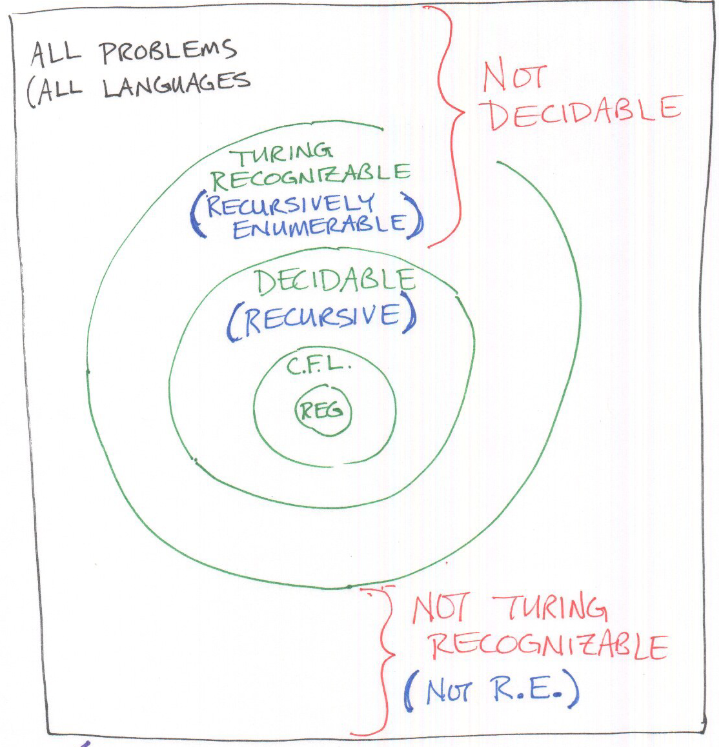 ALL PROBLEMS
(ALL LANGUAGES
NOT
DECIDABLE
TURING
RECOGNIZABLE
(RECURSIVELY
ENUMERABLE)
DECIDABLE
(RECURSIVE)
C.F.L.
REG
NOT TURING
RECOGNIZABLE
(NOT R.E.)